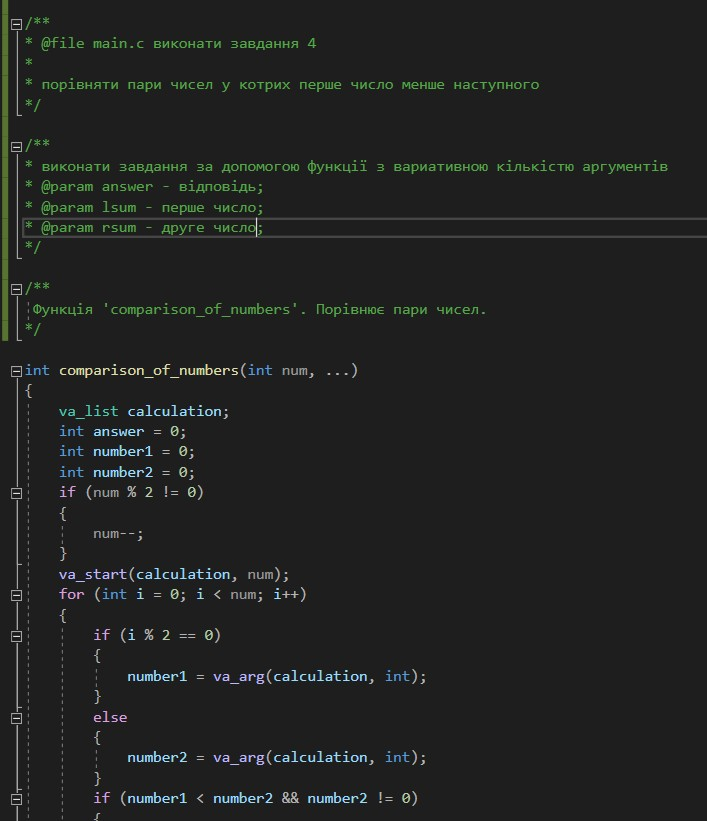 /**
* @file main.c виконати завдання 4
*
* порівняти пари чисел у котрих перше число менше наступного
*/
/**
* виконати завдання за допомогою функції з вариативною кількістю аргументів
* @param answer - відповідь;
* @param lsum - перше число;
* @param rsum - друге число;
*/
/**
Функція 'comparison_of_numbers'. Порівнює пари чисел.
*/
int comparison_of_numbers(int num, ...)
{
va_list calculation;
int answer = 0;
int number1 = 0;
int number2 = 0;
if (num % 2 != 0)
{
num--;
}
va_start(calculation, num);
for (int i = 0; i < num; i++)
{
if (i % 2 == 0)
{
number1 = va_arg(calculation, int);
}
else
{
number2 = va_arg(calculation, int);
}
if (number1 < number2 && number2 != 0)
{